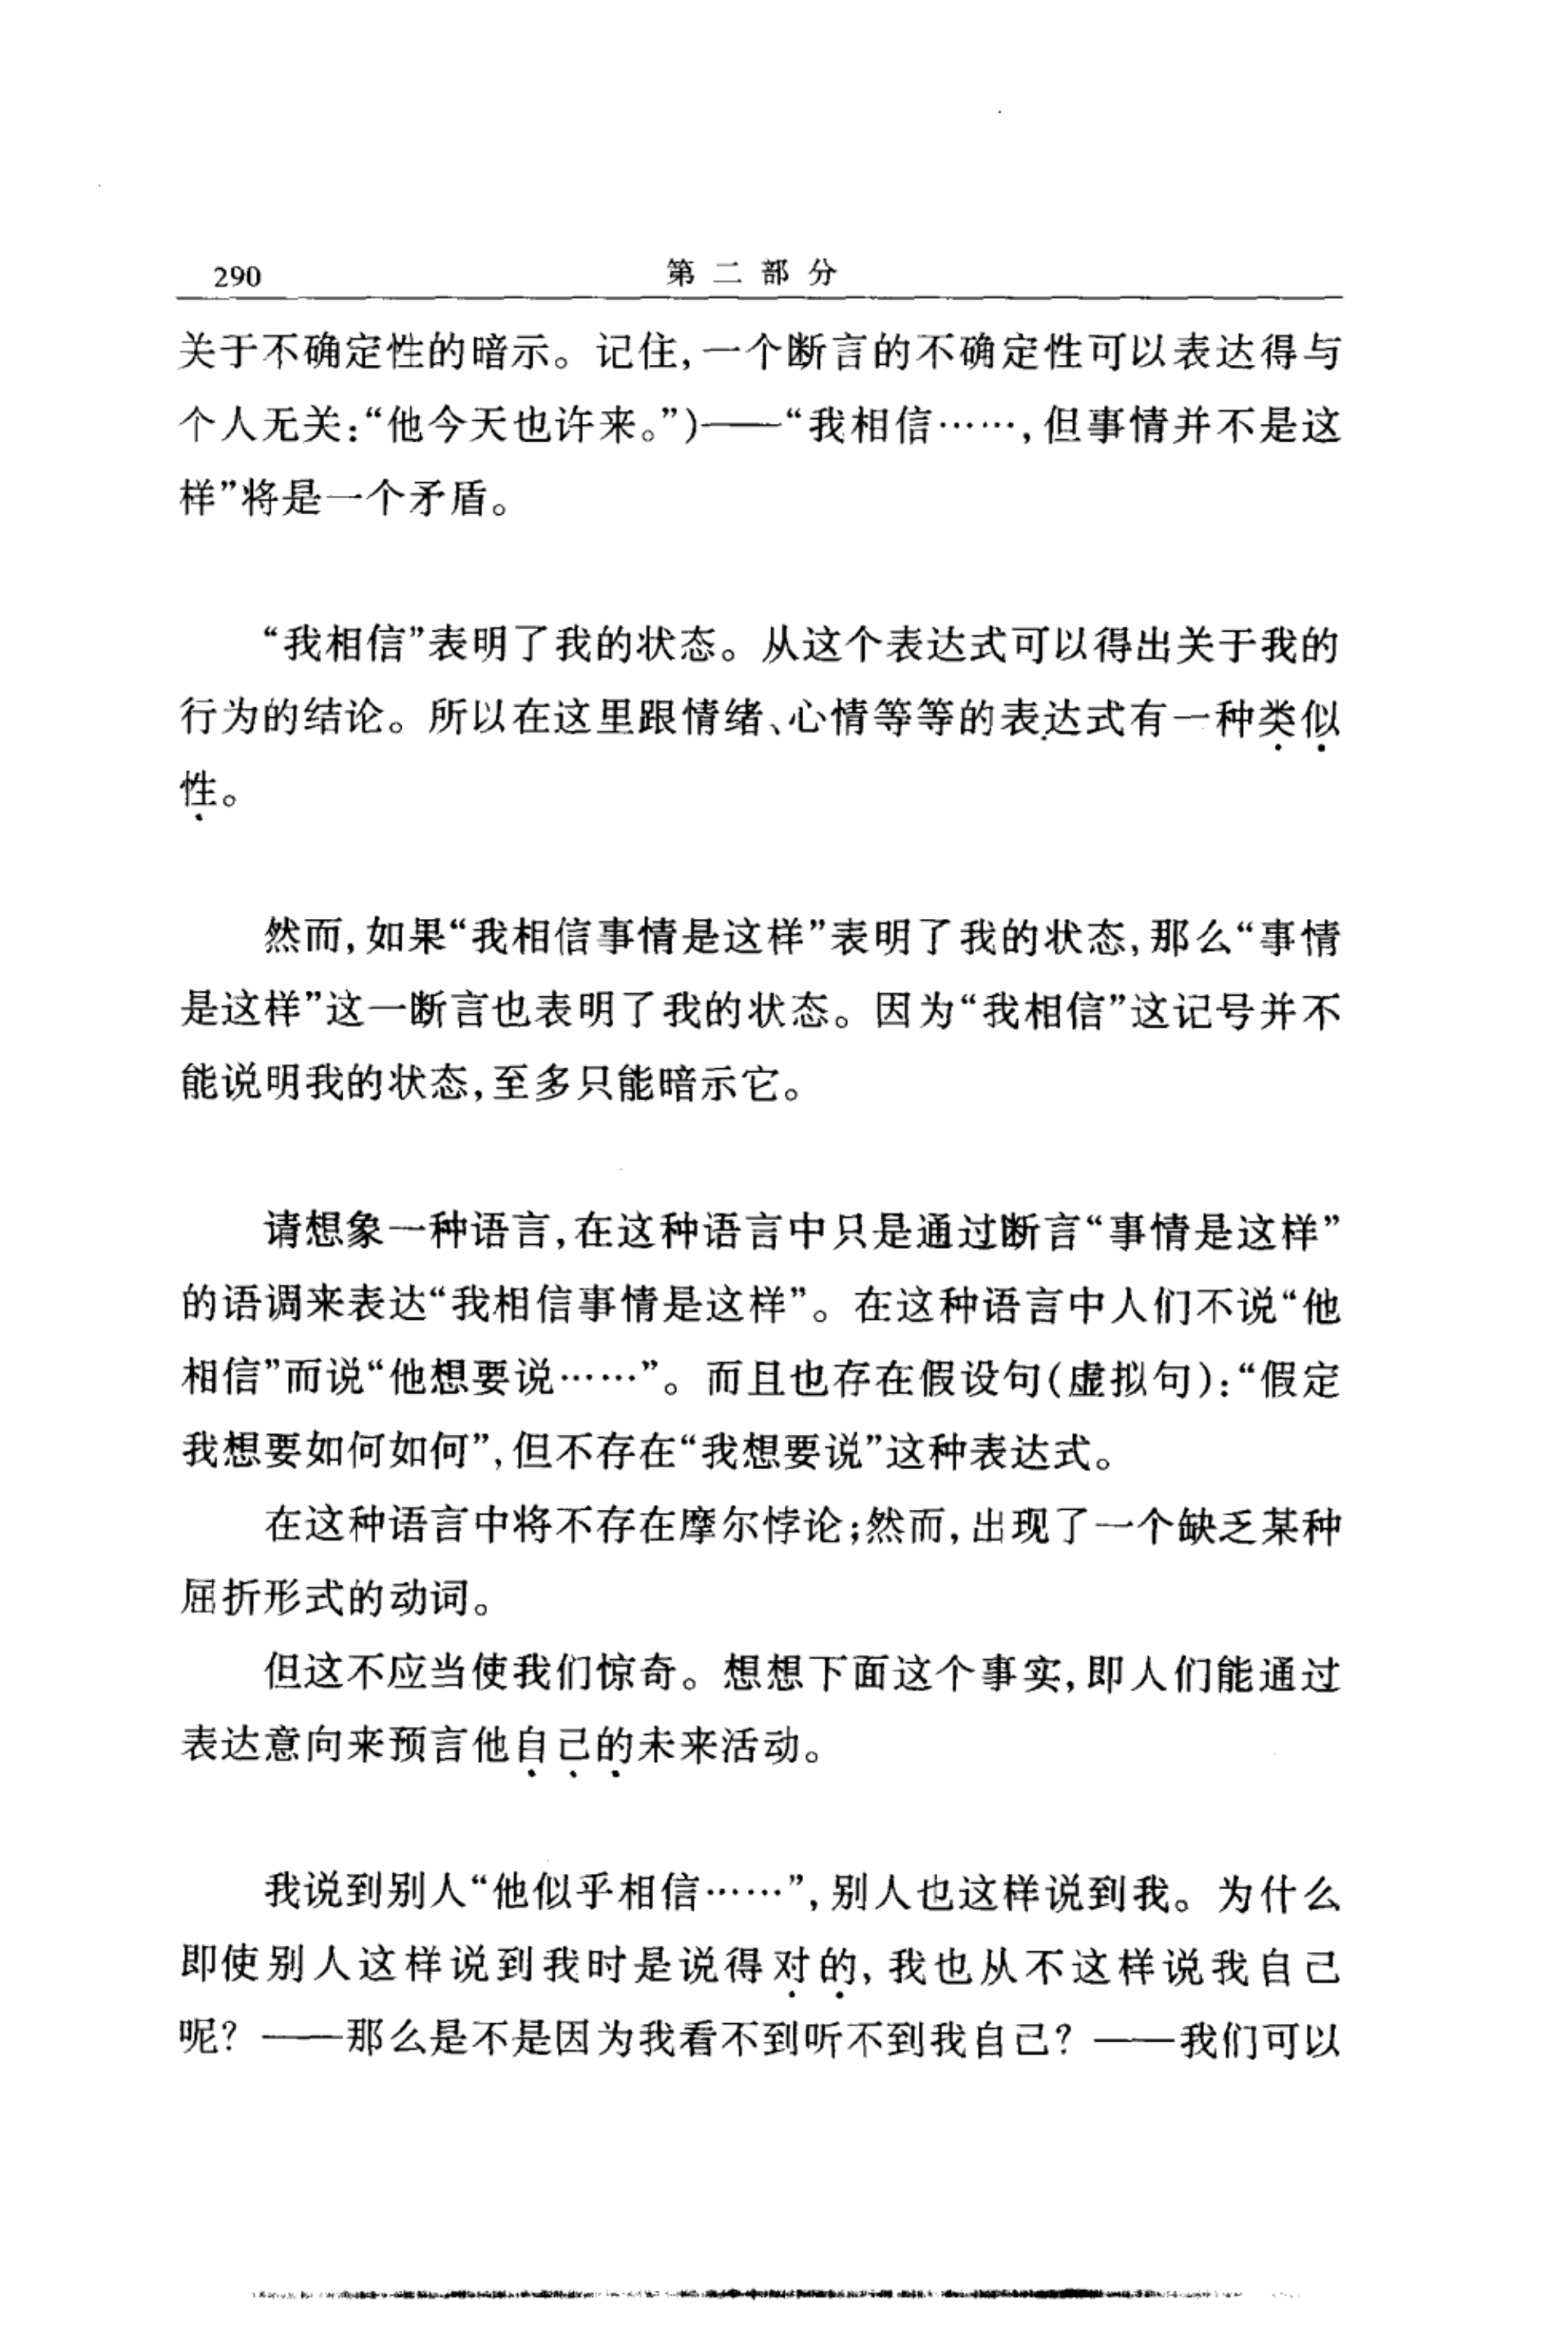 290
第二部分
关于不确定性的暗示。记住,一个断言的不确定性可以表达得与
个人无关:“他今天也许来。”)——“我相信……,但事情并不是这
样”将是一个矛盾。
“我相信”表明了我的状态。从这个表达式可以得出关于我的
行为的结论。所以在这里跟情绪、心情等等的表达式有一种类似
性。
然而,如果“我相信事情是这样”表明了我的状态,那么“事情
是这样”这一断言也表明了我的状态。因为“我相信”这记号并不
能说明我的状态,至多只能暗示它。
请想象一种语言,在这种语言中只是通过断言“事情是这样”
的语调来表达“我相信事情是这样”。在这种语言中人们不说“他
相信”而说“他想要说……”。而且也存在假设句(虚拟句):“假定
我想要如何如何”,但不存在“我想要说”这种表达式。
在这种语言中将不存在摩尔悖论;然而,出现了一个缺乏某种
屈折形式的动词。
但这不应当使我们惊奇。想想下面这个事实,即人们能通过
表达意向来预言他自己的未来活动。
我说到别人“他似乎相信……”,别人也这样说到我。为什么
即使别人这样说到我时是说得对的,我也从不这样说我自己
呢?——那么是不是因为我看不到听不到我自己?——我们可以